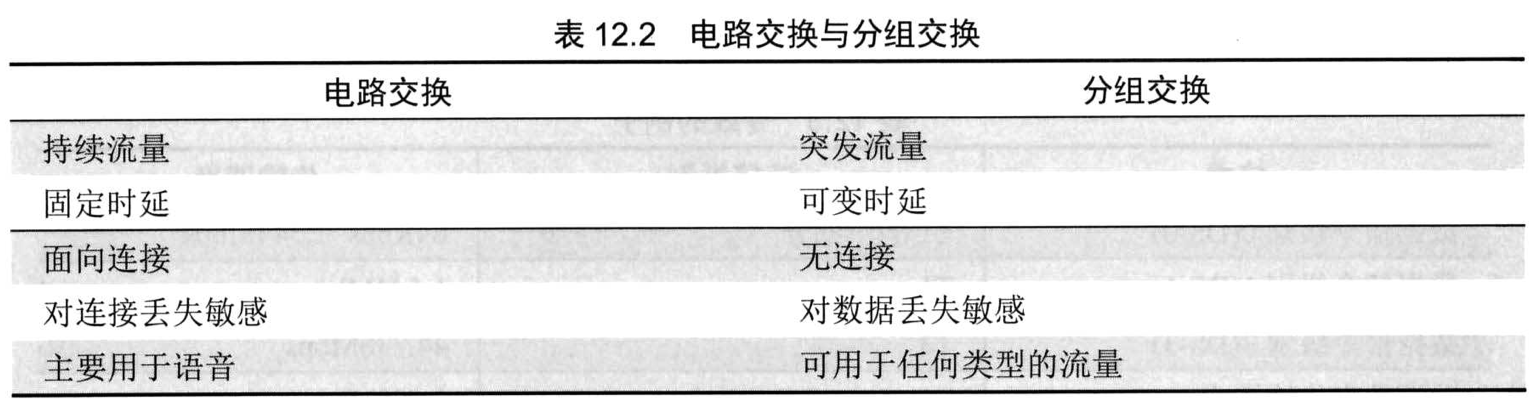 表 12.2 电路交换与分组交换
电路交换 分组交换
持续流量 突发流量
固定时延 可变时延
面向连接 无连接
对连接丢失敏感 对数据丢失敏感
主要用于语音 可用于任何类型的流量